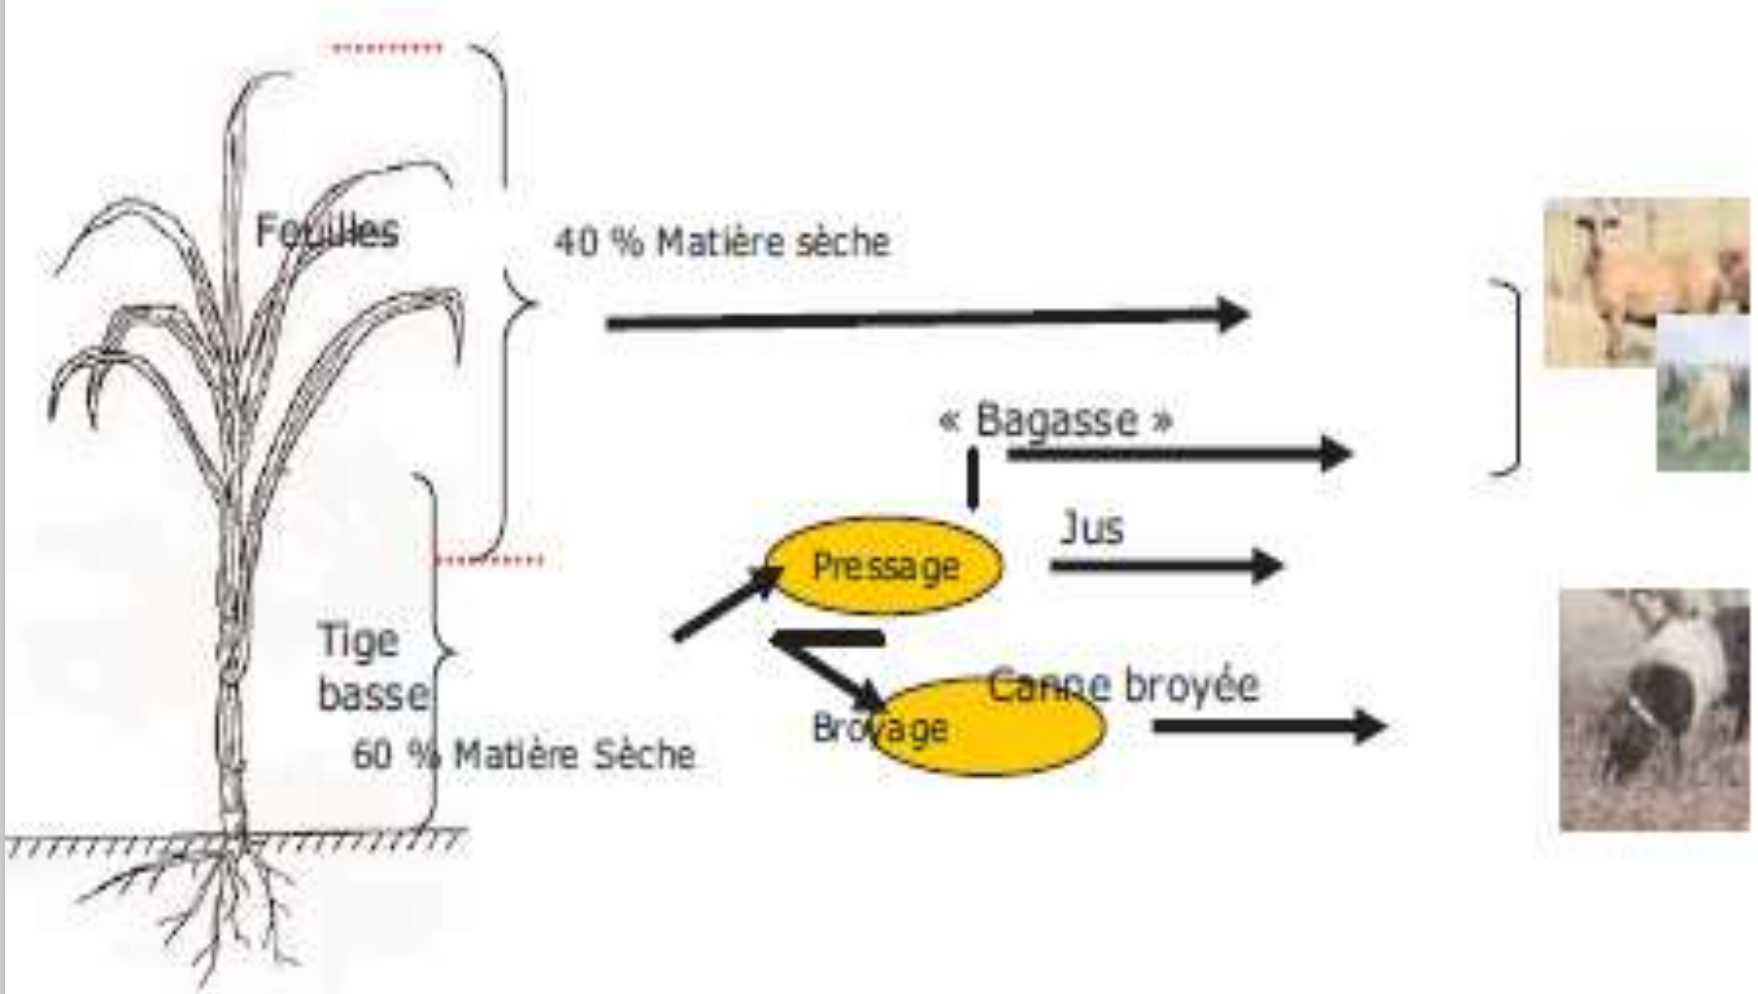 Feuilles
40 % Matière sèche
« Bagasse »
Jus
Pressage
Tige
basse
Canne broyée
Broyage
60 % Matière Sèche